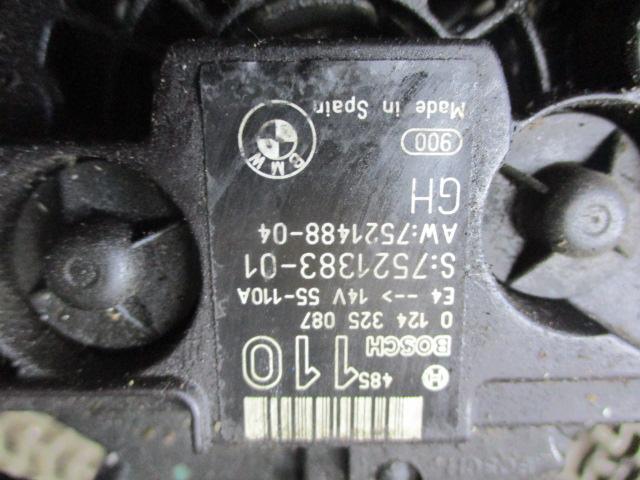 485
110
BOSCH
0 124 325 087
E4 --> 14V 55-110A
S:7521383-01
AW:7521488-04
GH
BMW
900
Made in Spain